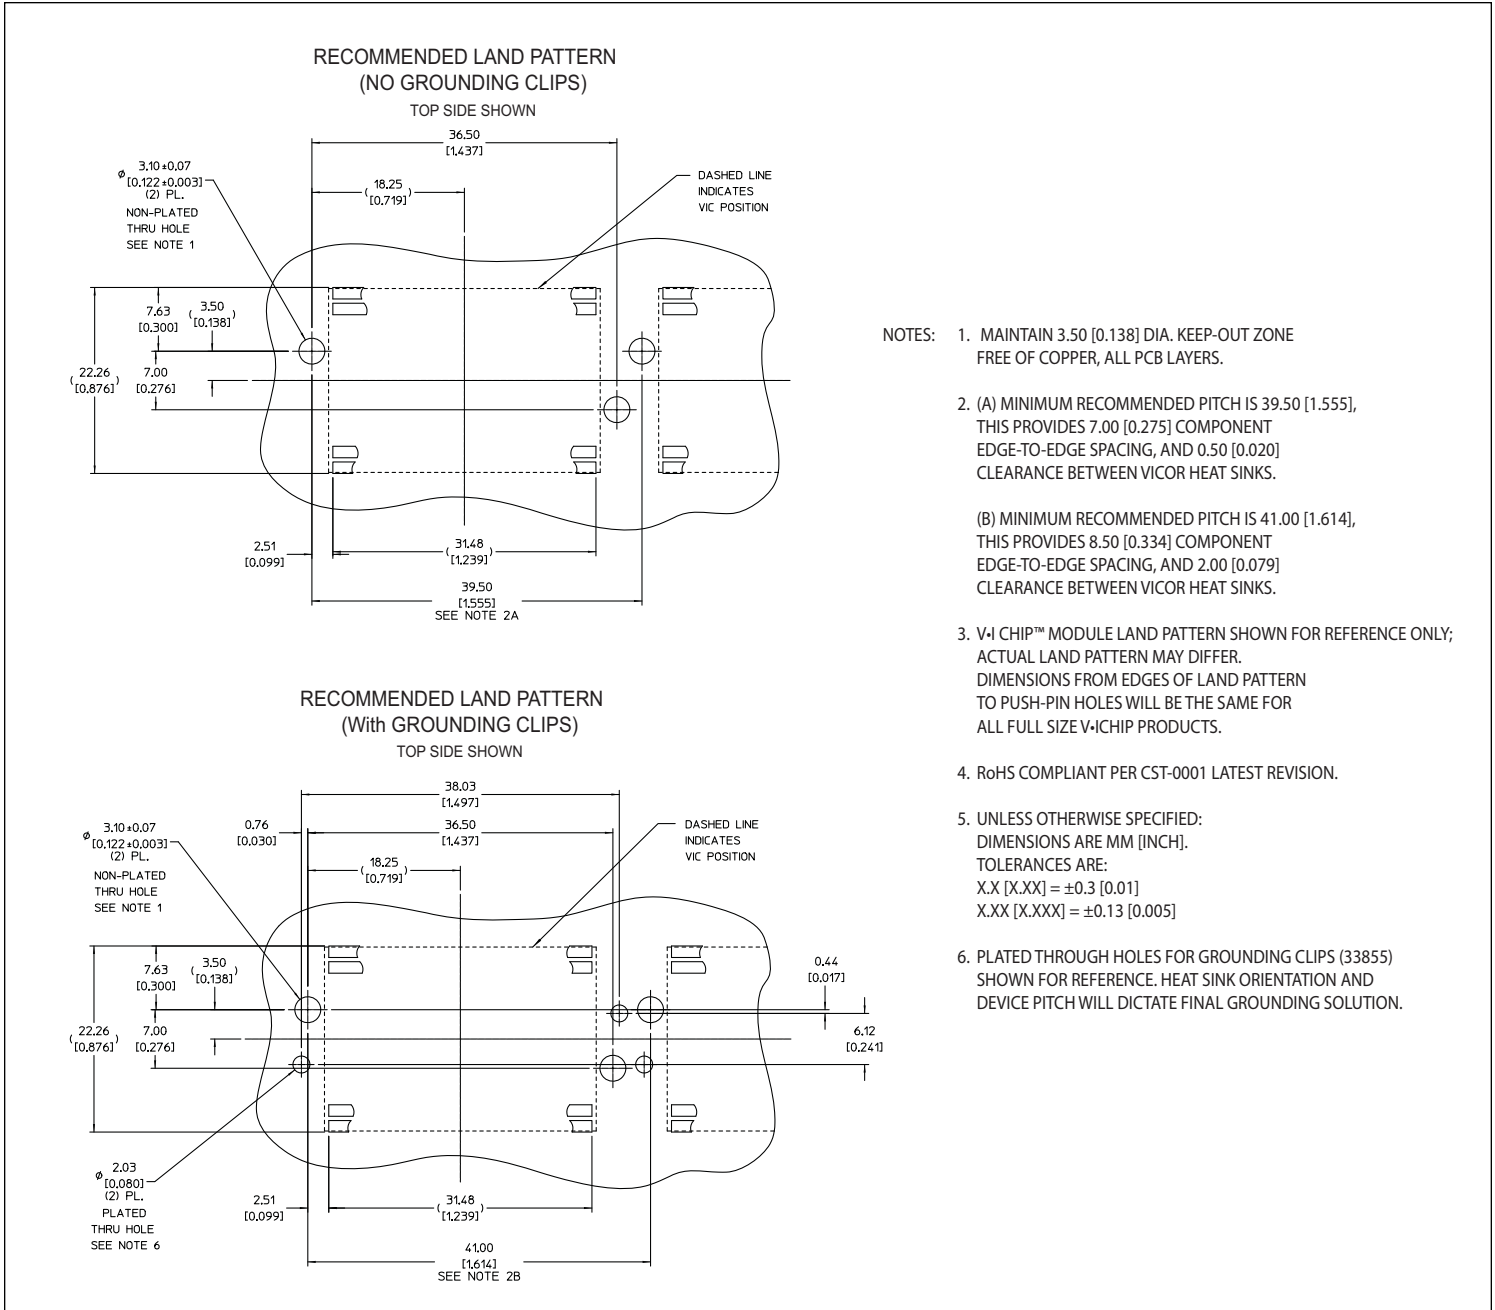 RECOMMENDED LAND PATTERN
(NO GROUNDING CLIPS)
TOP SIDE SHOWN
36.50
[1.437]
ø 3.10±0.07
[0.122±0.003]
(2) PL.
NON-PLATED
THRU HOLE
SEE NOTE 1
(18.25)
[0.719]
DASHED LINE
INDICATES
VIC POSITION
7.63
[0.300]
(3.50)
[0.138]
(22.26)
[0.876]
7.00
[0.276]
2.51
[0.099]
(31.48)
[1.239]
39.50
[1.555]
SEE NOTE 2A
RECOMMENDED LAND PATTERN
(With GROUNDING CLIPS)
TOP SIDE SHOWN
38.03
[1.497]
ø 3.10±0.07
[0.122±0.003]
(2) PL.
NON-PLATED
THRU HOLE
SEE NOTE 1
0.76
[0.030]
36.50
[1.437]
(18.25)
[0.719]
DASHED LINE
INDICATES
VIC POSITION
7.63
[0.300]
(3.50)
[0.138]
0.44
[0.017]
(22.26)
[0.876]
7.00
[0.276]
6.12
[0.241]
ø 2.03
[0.080]
(2) PL.
PLATED
THRU HOLE
SEE NOTE 6
2.51
[0.099]
(31.48)
[1.239]
41.00
[1.614]
SEE NOTE 2B
NOTES: 1. MAINTAIN 3.50 [0.138] DIA. KEEP-OUT ZONE
FREE OF COPPER, ALL PCB LAYERS.
2. (A) MINIMUM RECOMMENDED PITCH IS 39.50 [1.555],
THIS PROVIDES 7.00 [0.275] COMPONENT
EDGE-TO-EDGE SPACING, AND 0.50 [0.020]
CLEARANCE BETWEEN VICOR HEAT SINKS.
(B) MINIMUM RECOMMENDED PITCH IS 41.00 [1.614],
THIS PROVIDES 8.50 [0.334] COMPONENT
EDGE-TO-EDGE SPACING, AND 2.00 [0.079]
CLEARANCE BETWEEN VICOR HEAT SINKS.
3. V•I CHIP™ MODULE LAND PATTERN SHOWN FOR REFERENCE ONLY;
ACTUAL LAND PATTERN MAY DIFFER.
DIMENSIONS FROM EDGES OF LAND PATTERN
TO PUSH-PIN HOLES WILL BE THE SAME FOR
ALL FULL SIZE V•ICHIP PRODUCTS.
4. RoHS COMPLIANT PER CST-0001 LATEST REVISION.
5. UNLESS OTHERWISE SPECIFIED:
DIMENSIONS ARE MM [INCH].
TOLERANCES ARE:
X.X [X.XX] = ±0.3 [0.01]
X.XX [X.XXX] = ±0.13 [0.005]
6. PLATED THROUGH HOLES FOR GROUNDING CLIPS (33855)
SHOWN FOR REFERENCE. HEAT SINK ORIENTATION AND
DEVICE PITCH WILL DICTATE FINAL GROUNDING SOLUTION.